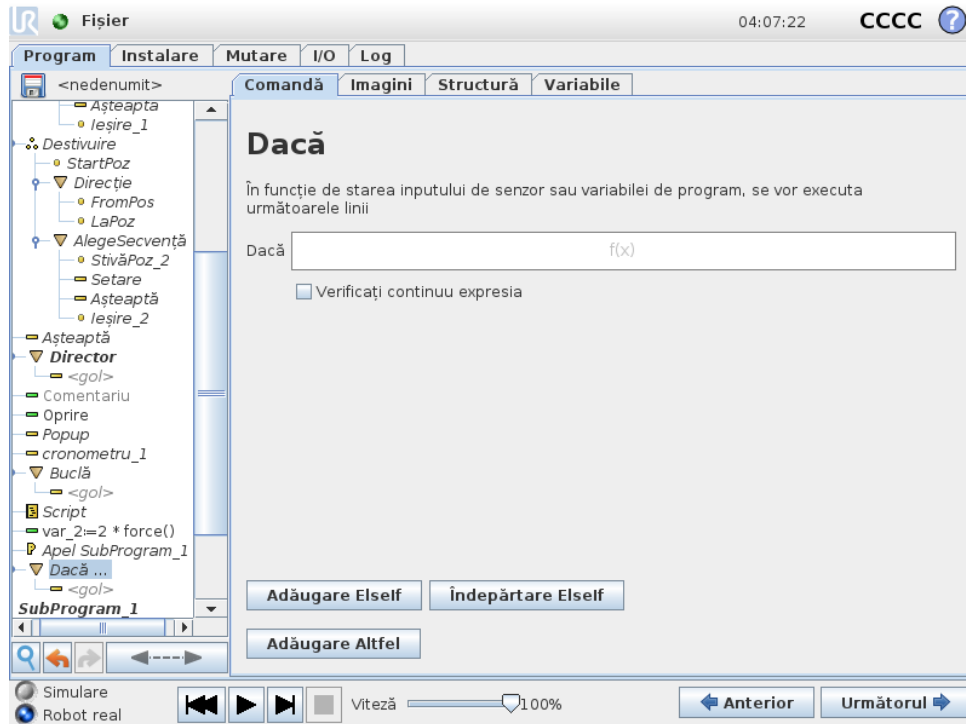 UR Fișier 04:07:22 CCCC ?
Program Instalare Mutare I/O Log
<nedenumit>
Comandă Imagini Structură Variabile
Așteaptă
Ieșire_1
Destivuire
StartPoz
Direcție
FromPos
LaPoz
AlegeSecvență
StivăPoz_2
Setare
Așteaptă
Ieșire_2
Așteaptă
Director
<gol>
Comentariu
Oprire
Popup
cronometru_1
Buclă
<gol>
Script
var_2≔2 * force()
Apel SubProgram_1
Dacă ...
<gol>
SubProgram_1
Dacă
În funcție de starea inputului de senzor sau variabilei de program, se vor executa
următoarele linii
Dacă f(x)
Verificați continuu expresia
Adăugare ElseIf Îndepărtare ElseIf
Adăugare Altfel
Simulare
Robot real
Viteză 100%
Anterior Următorul